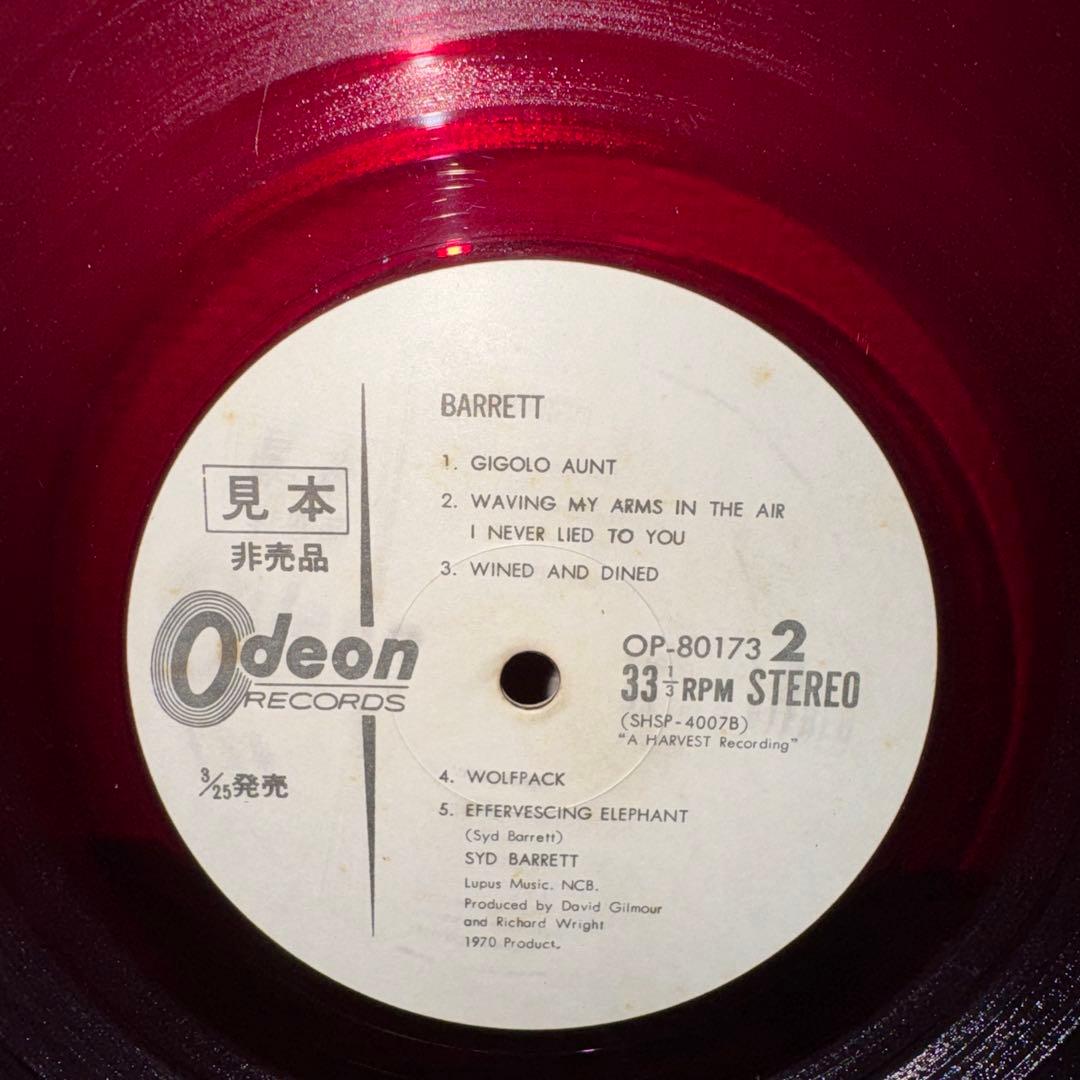 BARRETT
1. GIGOLO AUNT
2. WAVING MY ARMS IN THE AIR
I NEVER LIED TO YOU
3. WINED AND DINED
見本
非売品
Odeon
RECORDS
3/25発売
OP-80173 2
33 1/3 RPM STEREO
(SHSP-4007B)
"A HARVEST Recording"
4. WOLFPACK
5. EFFERVESCING ELEPHANT
(Syd Barrett)
SYD BARRETT
Lupus Music. NCB.
Produced by David Gilmour
and Richard Wright
1970 Product.